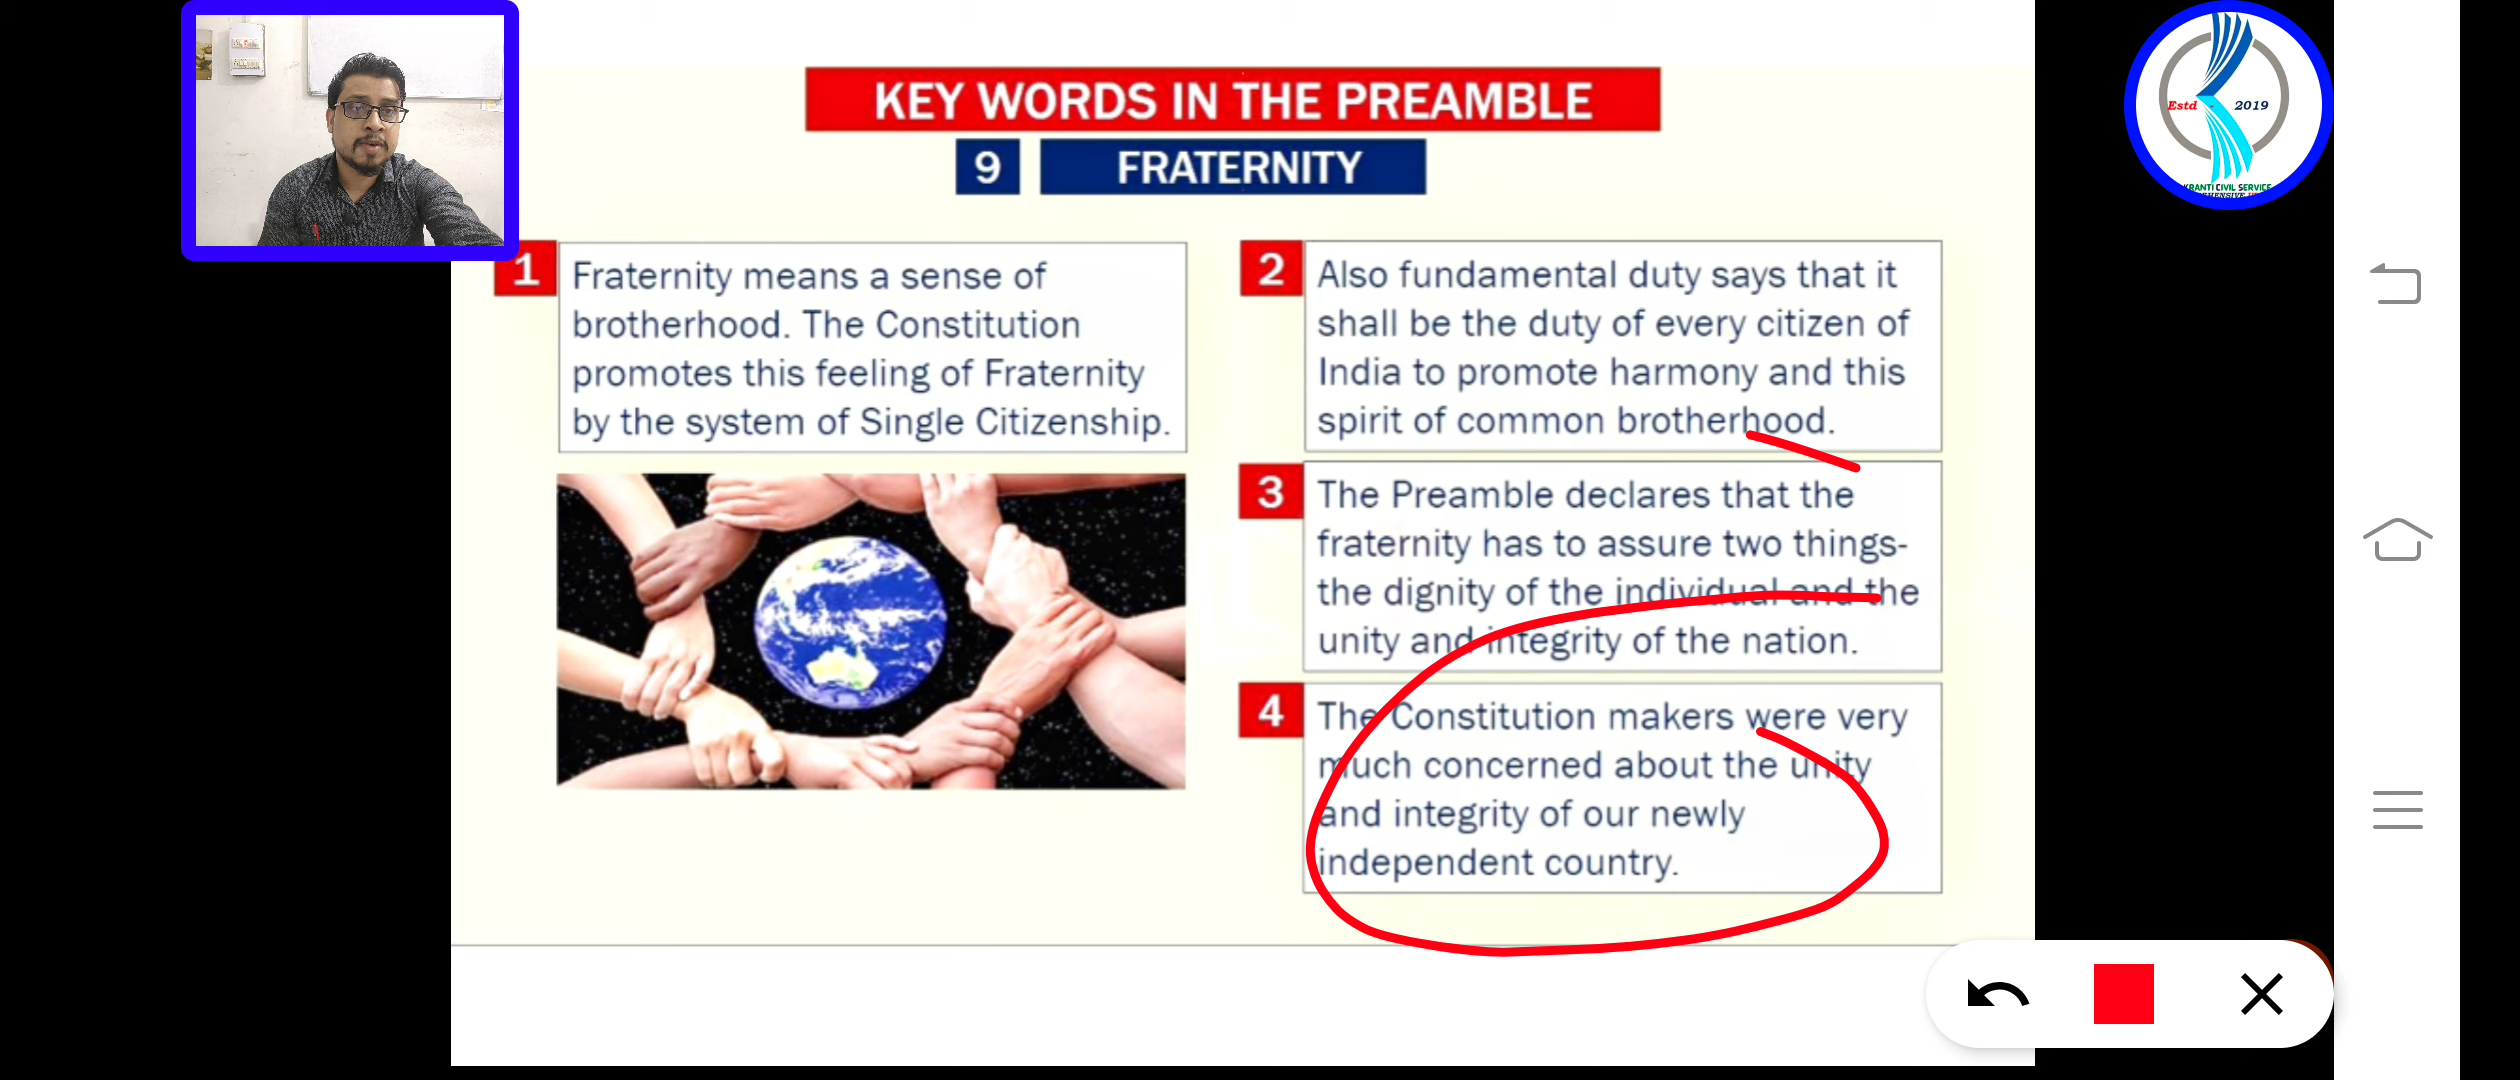 KEY WORDS IN THE PREAMBLE
9 FRATERNITY
1
Fraternity means a sense of
brotherhood. The Constitution
promotes this feeling of Fraternity
by the system of Single Citizenship.
2
Also fundamental duty says that it
shall be the duty of every citizen of
India to promote harmony and this
spirit of common brotherhood.
3
The Preamble declares that the
fraternity has to assure two things-
the dignity of the individual and the
unity and integrity of the nation.
4
The Constitution makers were very
much concerned about the unity
and integrity of our newly
independent country.
Estd - 2019
KRANTI CIVIL SERVICE